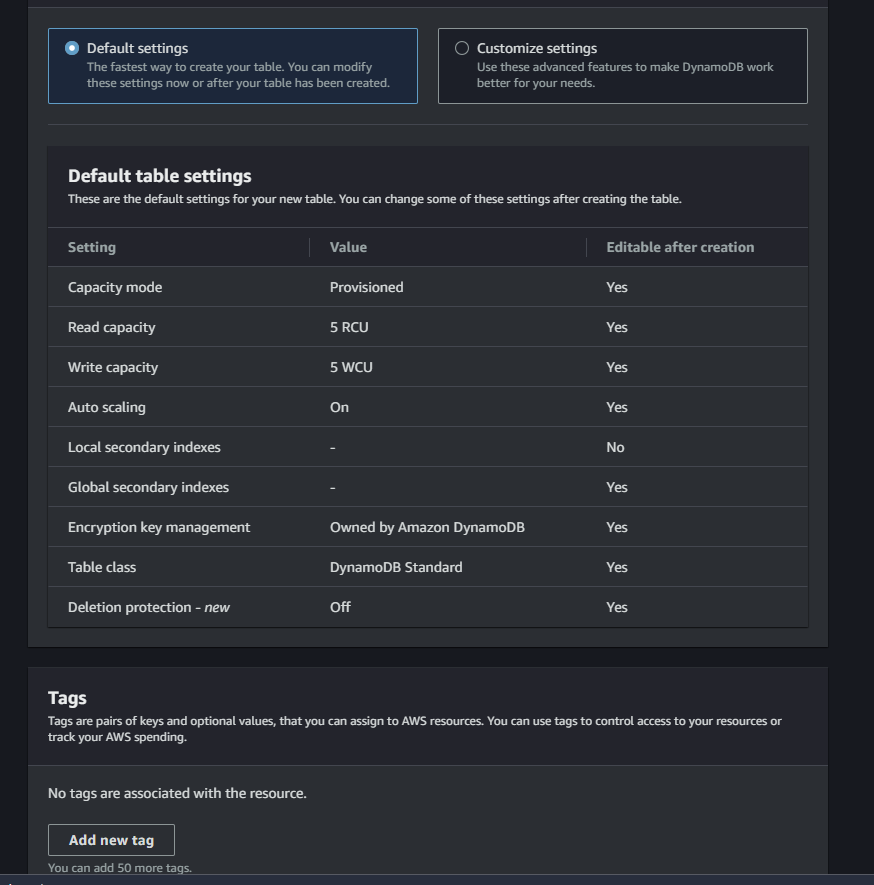 Default settings
The fastest way to create your table. You can modify
these settings now or after your table has been created.
Customize settings
Use these advanced features to make DynamoDB work
better for your needs.
Default table settings
These are the default settings for your new table. You can change some of these settings after creating the table.
Setting Value Editable after creation
Capacity mode Provisioned Yes
Read capacity 5 RCU Yes
Write capacity 5 WCU Yes
Auto scaling On Yes
Local secondary indexes - No
Global secondary indexes - Yes
Encryption key management Owned by Amazon DynamoDB Yes
Table class DynamoDB Standard Yes
Deletion protection - new Off Yes
Tags
Tags are pairs of keys and optional values, that you can assign to AWS resources. You can use tags to control access to your resources or
track your AWS spending.
No tags are associated with the resource.
Add new tag
You can add 50 more tags.